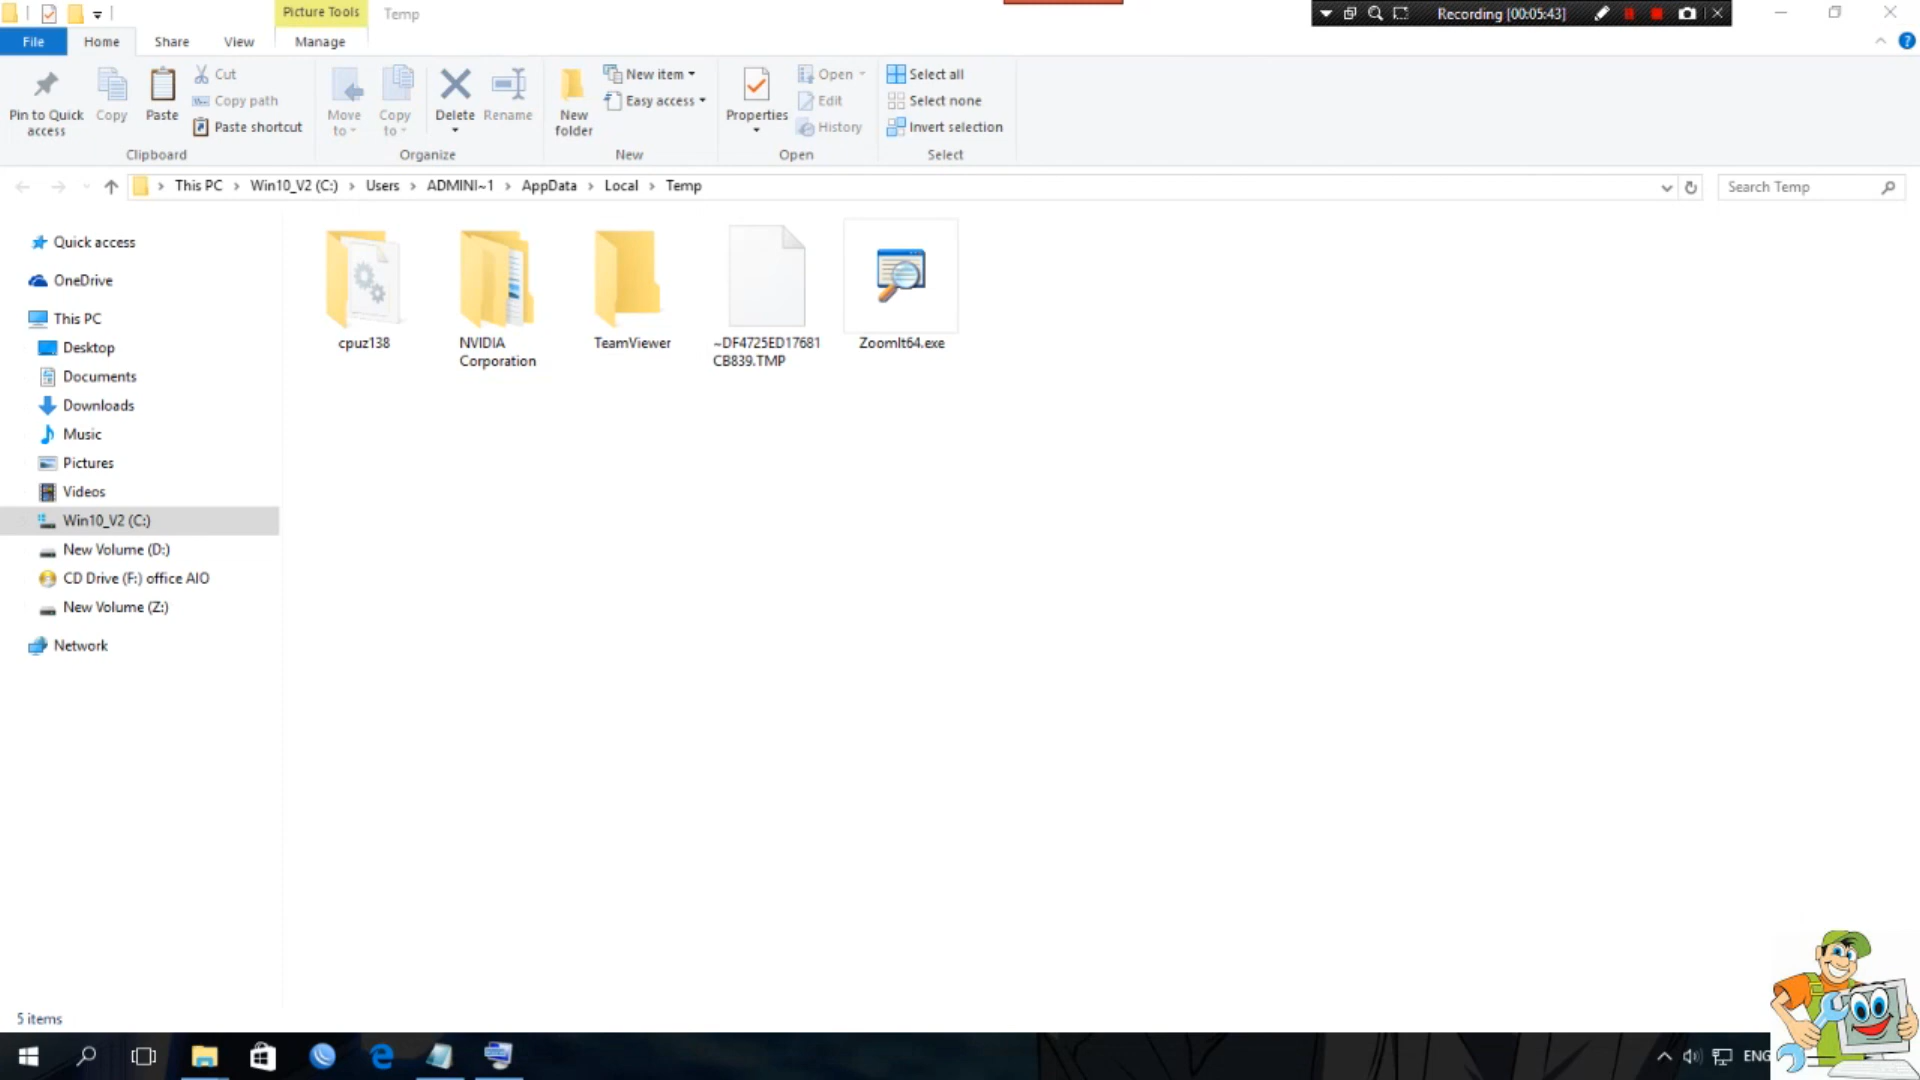 Picture Tools
Temp
Recording [00:05:43]
File
Home
Share
View
Manage
Pin to Quick
access
Copy
Paste
Cut
Copy path
Paste shortcut
Clipboard
Move
to
Copy
to
Delete
Rename
Organize
New
folder
New item
Easy access
New
Properties
Open
Edit
History
Open
Select all
Select none
Invert selection
Select
This PC > Win10_V2 (C:) > Users > ADMINI~1 > AppData > Local > Temp
Search Temp
Quick access
OneDrive
This PC
Desktop
Documents
Downloads
Music
Pictures
Videos
Win10_V2 (C:)
New Volume (D:)
CD Drive (F:) office AIO
New Volume (Z:)
Network
cpuz138
NVIDIA
Corporation
TeamViewer
~DF4725ED17681
CB839.TMP
ZoomIt64.exe
5 items
ENG